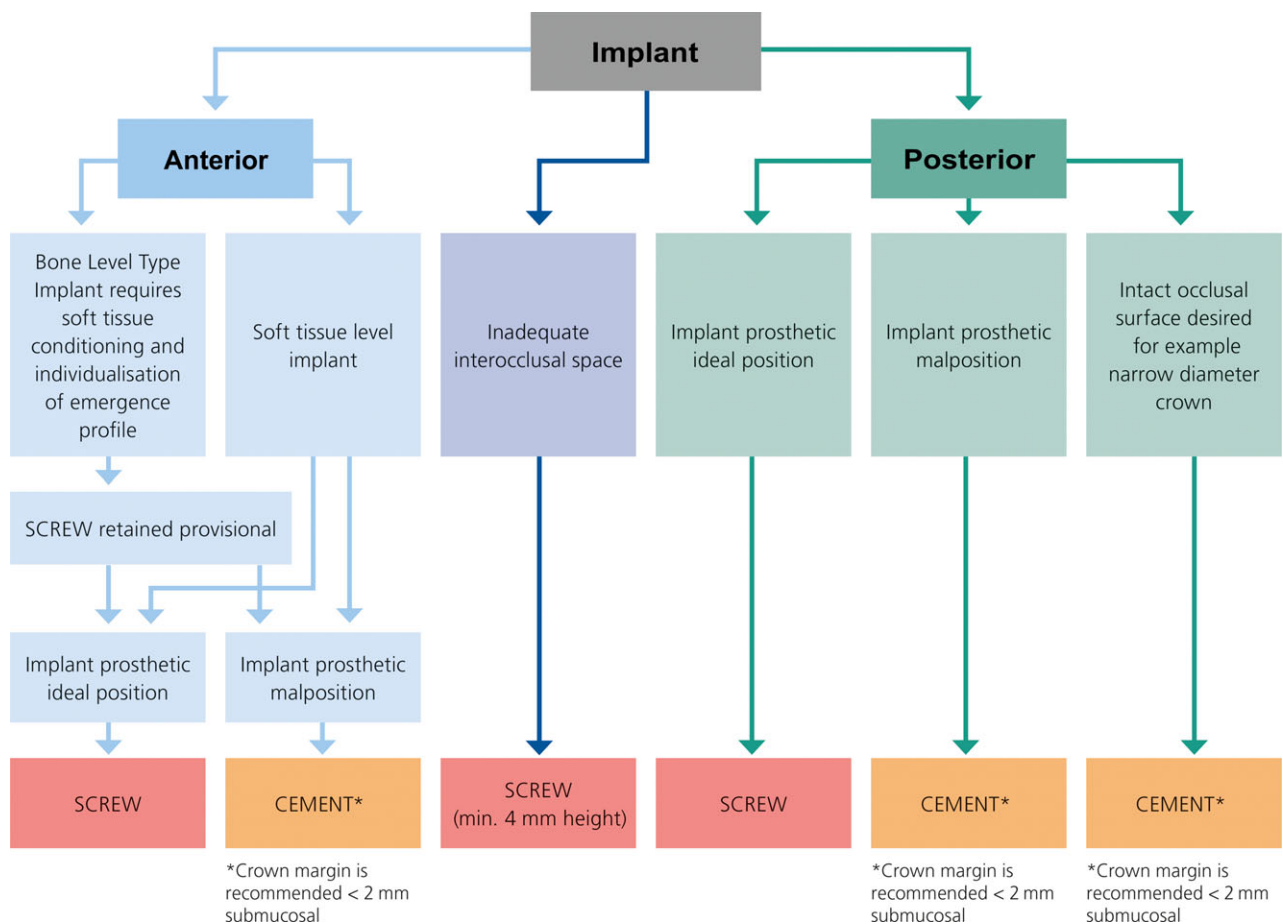 Implant
Anterior
Posterior
Bone Level Type
Implant requires
soft tissue
conditioning and
individualisation
of emergence
profile
Soft tissue level
implant
Inadequate
interocclusal space
Implant prosthetic
ideal position
Implant prosthetic
malposition
Intact occlusal
surface desired
for example
narrow diameter
crown
SCREW retained provisional
Implant prosthetic
ideal position
Implant prosthetic
malposition
SCREW
CEMENT*
SCREW
(min. 4 mm height)
SCREW
CEMENT*
CEMENT*
*Crown margin is
recommended < 2 mm
submucosal
*Crown margin is
recommended < 2 mm
submucosal
*Crown margin is
recommended < 2 mm
submucosal